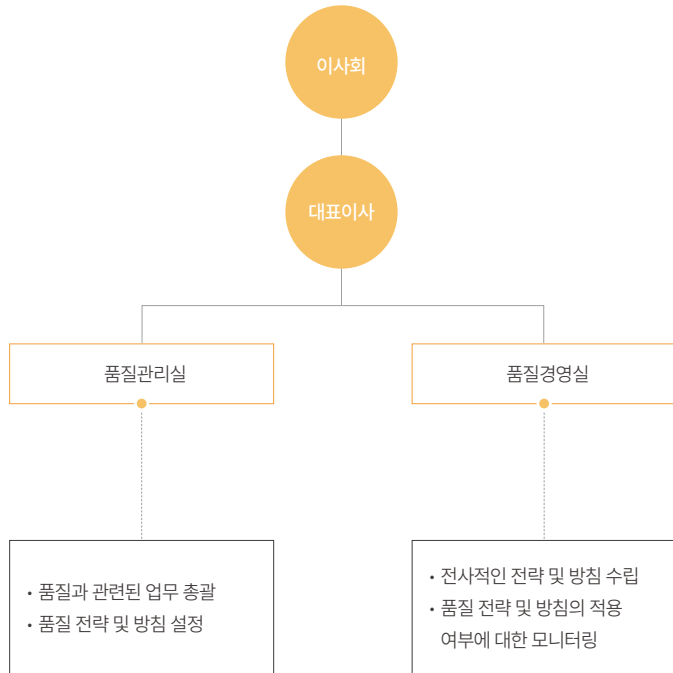 이사회
대표이사
품질관리실
품질경영실
• 품질과 관련된 업무 총괄
• 품질 전략 및 방침 설정
• 전사적인 전략 및 방침 수립
• 품질 전략 및 방침의 적용
여부에 대한 모니터링